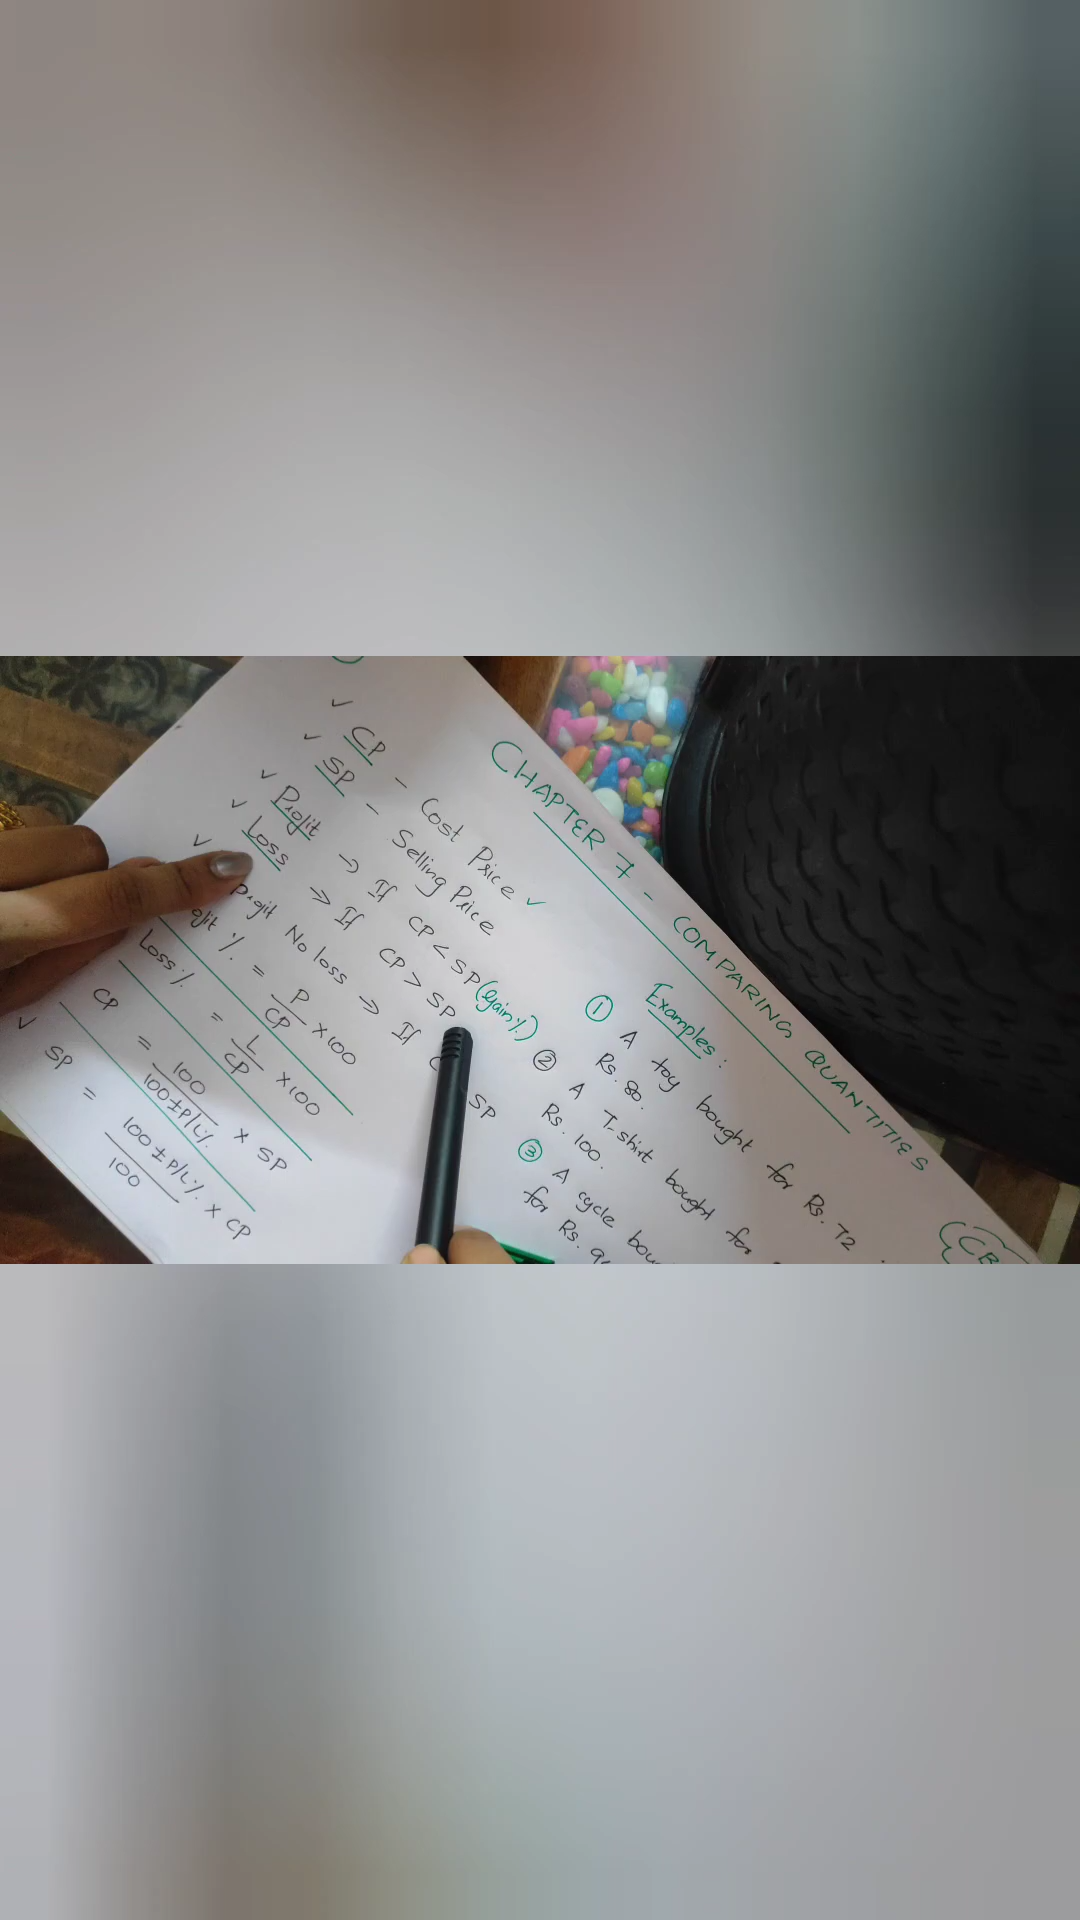 CHAPTER 7 - COMPARING QUANTITIES
CP - Cost Price
SP - Selling Price
Profit → If CP < SP
Loss ⇒ If CP > SP (gain%)
Profit No loss ⇒ If SP
ofit % = P/CP × 100
Loss % = L/CP × 100
CP = 100/100±P/L% × SP
SP = 100±P/L%/100 × CP
Examples :
① A toy bought for Rs. 72
Rs. 80.
② A T-shirt bought for
Rs. 100.
③ A cycle
for Rs.